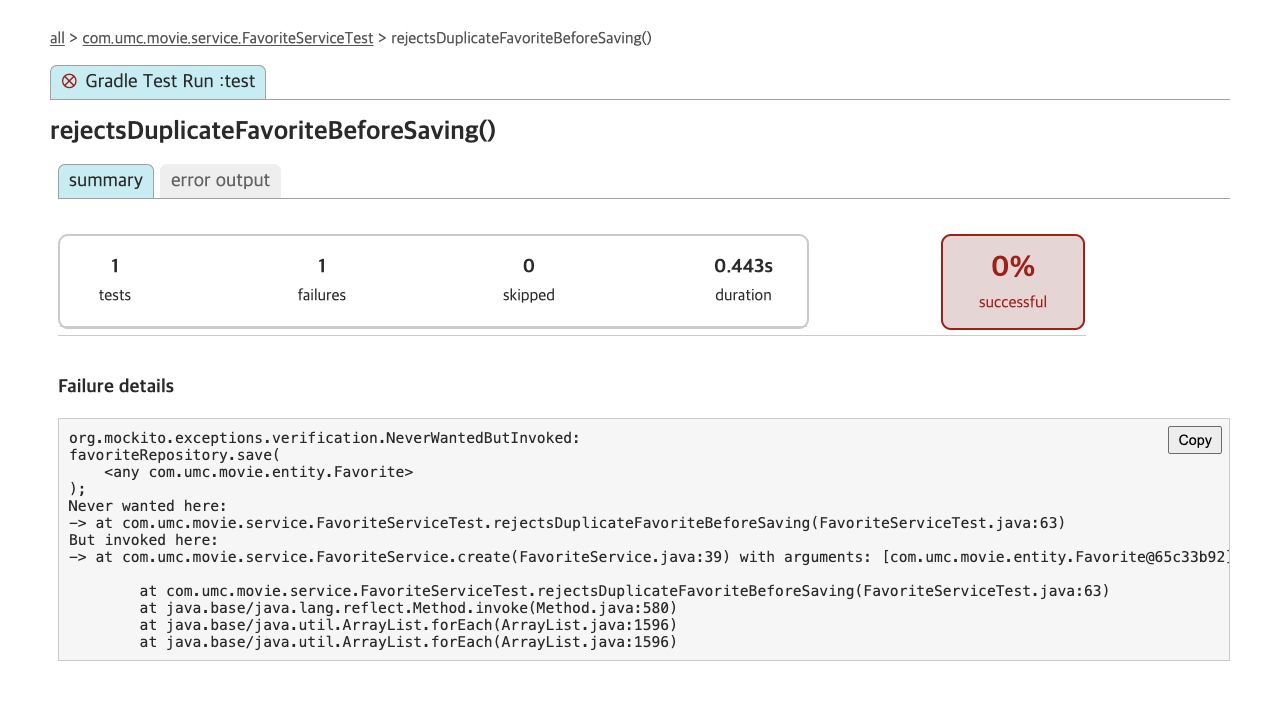 all > com.umc.movie.service.FavoriteServiceTest > rejectsDuplicateFavoriteBeforeSaving()
Gradle Test Run :test
rejectsDuplicateFavoriteBeforeSaving()
summary error output
1 1 0 0.443s
tests failures skipped duration
0%
successful
Failure details
Copy
org.mockito.exceptions.verification.NeverWantedButInvoked:
favoriteRepository.save(
    <any com.umc.movie.entity.Favorite>
);
Never wanted here:
-> at com.umc.movie.service.FavoriteServiceTest.rejectsDuplicateFavoriteBeforeSaving(FavoriteServiceTest.java:63)
But invoked here:
-> at com.umc.movie.service.FavoriteService.create(FavoriteService.java:39) with arguments: [com.umc.movie.entity.Favorite@65c33b92]
        at com.umc.movie.service.FavoriteServiceTest.rejectsDuplicateFavoriteBeforeSaving(FavoriteServiceTest.java:63)
        at java.base/java.lang.reflect.Method.invoke(Method.java:580)
        at java.base/java.util.ArrayList.forEach(ArrayList.java:1596)
        at java.base/java.util.ArrayList.forEach(ArrayList.java:1596)